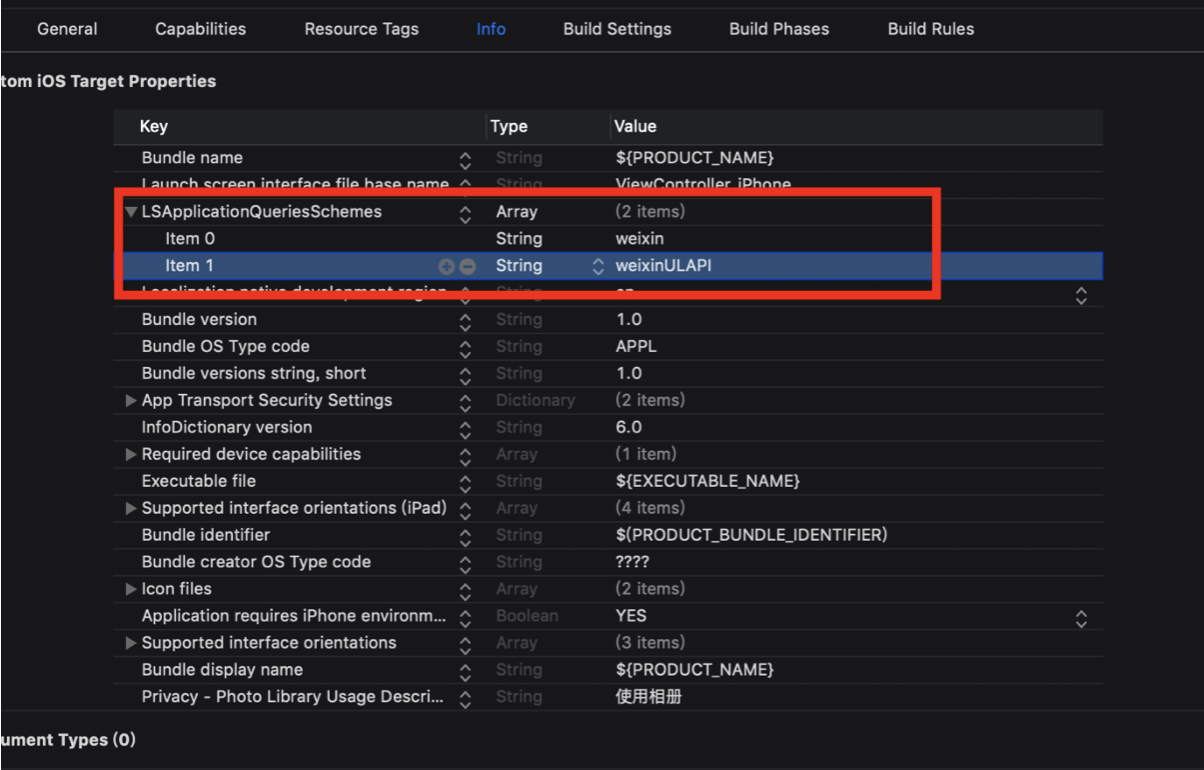 General Capabilities Resource Tags Info Build Settings Build Phases Build Rules
tom iOS Target Properties
Key Type Value
Bundle name String ${PRODUCT_NAME}
Launch screen interface file base name String ViewController_iPhone
LSApplicationQueriesSchemes Array (2 items)
Item 0 String weixin
Item 1 String weixinULAPI
Localization native development region String en
Bundle version String 1.0
Bundle OS Type code String APPL
Bundle versions string, short String 1.0
App Transport Security Settings Dictionary (2 items)
InfoDictionary version String 6.0
Required device capabilities Array (1 item)
Executable file String ${EXECUTABLE_NAME}
Supported interface orientations (iPad) Array (4 items)
Bundle identifier String $(PRODUCT_BUNDLE_IDENTIFIER)
Bundle creator OS Type code String ????
Icon files Array (2 items)
Application requires iPhone environm... Boolean YES
Supported interface orientations Array (3 items)
Bundle display name String ${PRODUCT_NAME}
Privacy - Photo Library Usage Descri... String 使用相册
ument Types (0)